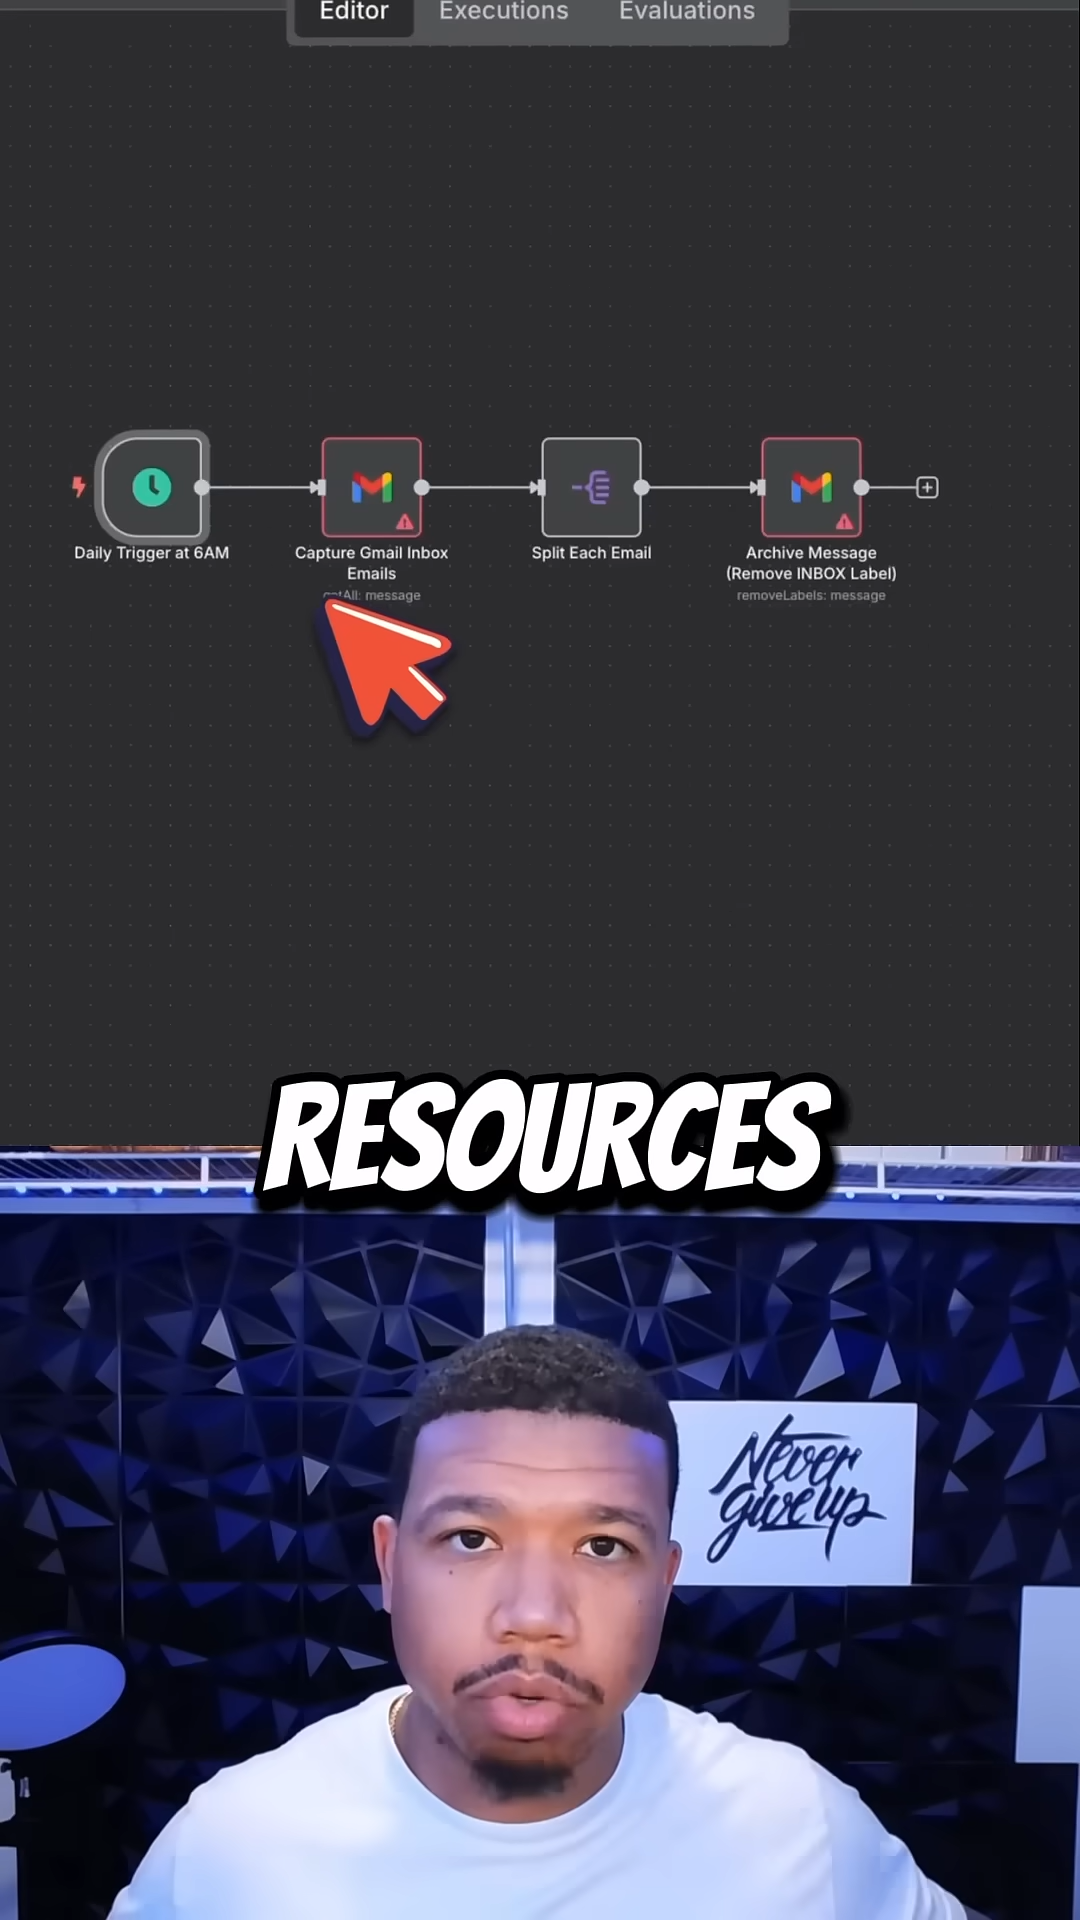 Editor Executions Evaluations
Daily Trigger at 6AM
Capture Gmail Inbox
Emails
getAll: message
Split Each Email
Archive Message
(Remove INBOX Label)
removeLabels: message
RESOURCES
Never
give up